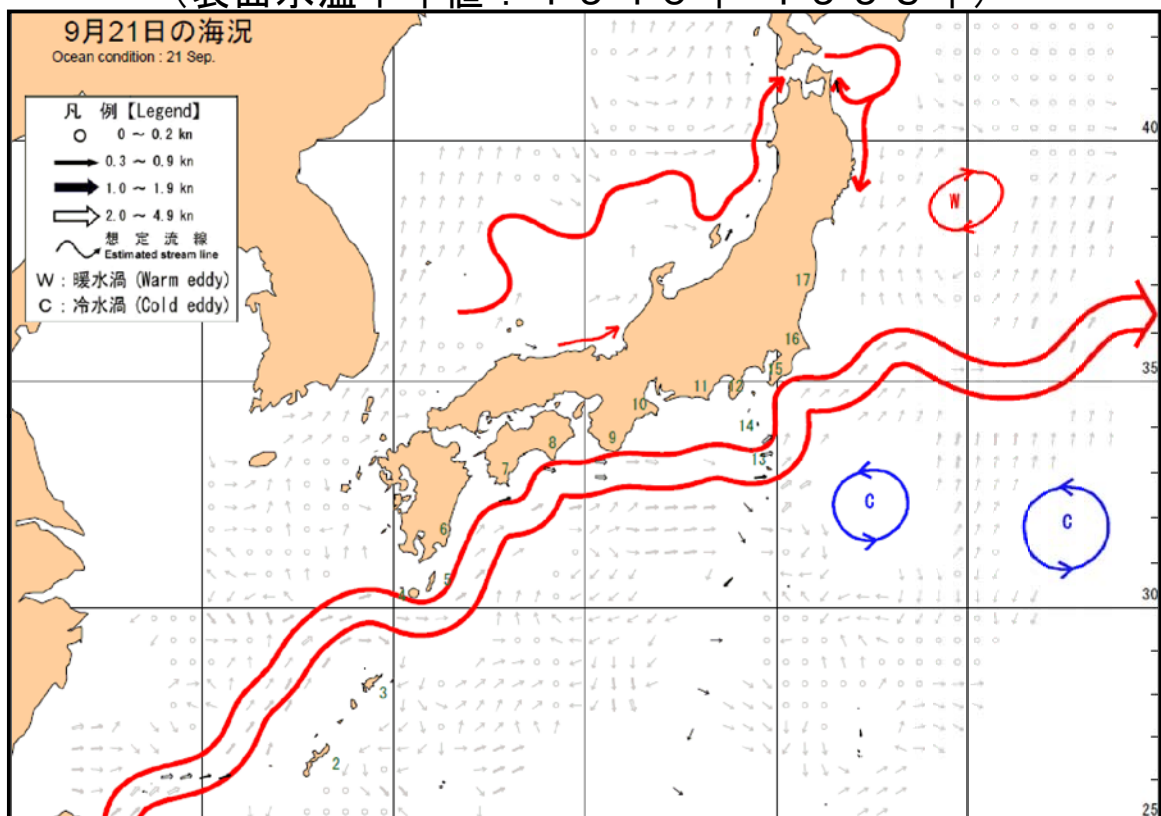 9月21日の海況
Ocean condition : 21 Sep.
凡 例【Legend】
0 ～ 0.2 kn
0.3 ～ 0.9 kn
1.0 ～ 1.9 kn
2.0 ～ 4.9 kn
想 定 流 線
Estimated stream line
W : 暖水渦 (Warm eddy)
C : 冷水渦 (Cold eddy)
40
W
17
16
15
35
12
11
10
14
9
8
13
7
C
C
6
5
1
30
3
2
25